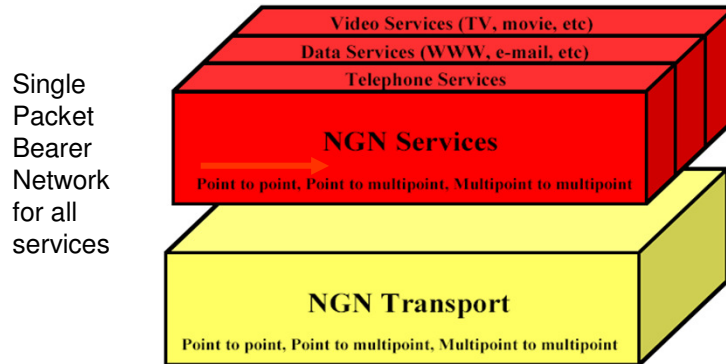 Single
Packet
Bearer
Network
for all
services
Video Services (TV, movie, etc)
Data Services (WWW, e-mail, etc)
Telephone Services
NGN Services
Point to point, Point to multipoint, Multipoint to multipoint
NGN Transport
Point to point, Point to multipoint, Multipoint to multipoint